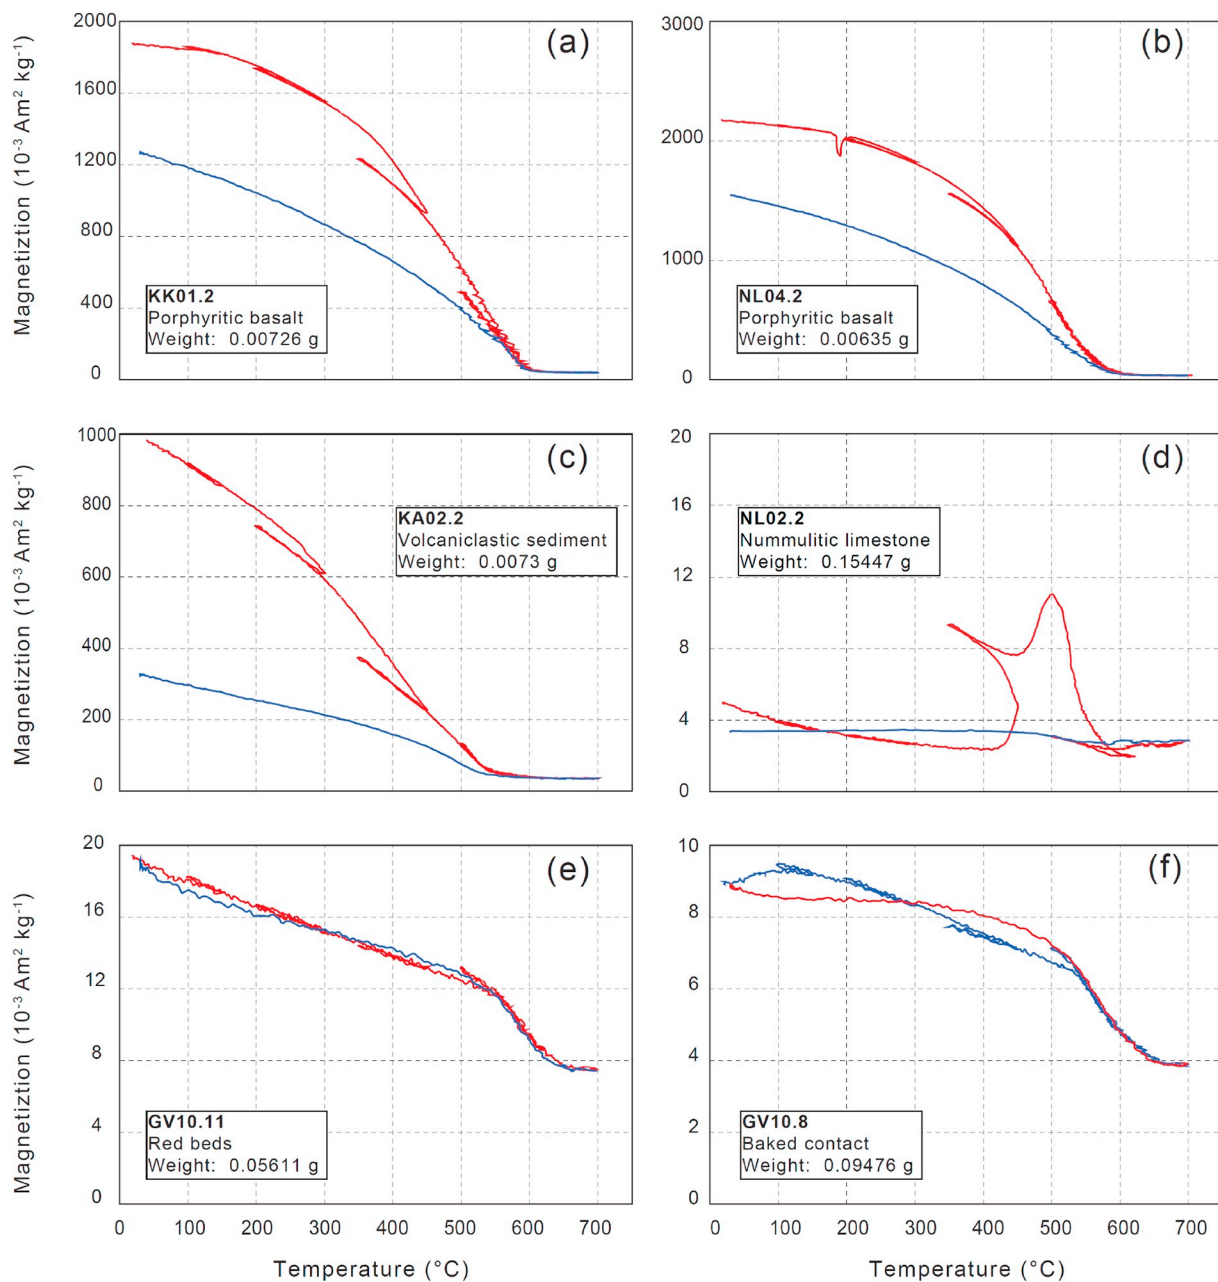 Magnetiztion (10⁻³ Am² kg⁻¹)
2000
1600
1200
800
400
0
(a)
KK01.2
Porphyritic basalt
Weight: 0.00726 g
3000
2000
1000
0
(b)
NL04.2
Porphyritic basalt
Weight: 0.00635 g
Magnetiztion (10⁻³ Am² kg⁻¹)
1000
800
600
400
200
0
(c)
KA02.2
Volcaniclastic sediment
Weight: 0.0073 g
20
16
12
8
4
0
(d)
NL02.2
Nummulitic limestone
Weight: 0.15447 g
Magnetiztion (10⁻³ Am² kg⁻¹)
20
16
12
8
4
0
(e)
GV10.11
Red beds
Weight: 0.05611 g
0 100 200 300 400 500 600 700
Temperature (°C)
10
8
6
4
2
0
(f)
GV10.8
Baked contact
Weight: 0.09476 g
0 100 200 300 400 500 600 700
Temperature (°C)